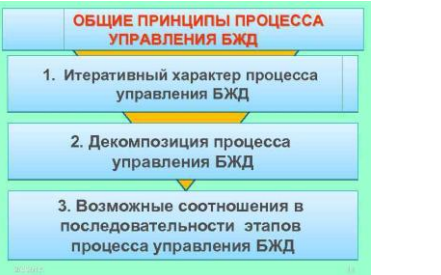 ОБЩИЕ ПРИНЦИПЫ ПРОЦЕССА
УПРАВЛЕНИЯ БЖД
1. Итеративный характер процесса
управления БЖД
2. Декомпозиция процесса
управления БЖД
3. Возможные соотношения в
последовательности этапов
процесса управления БЖД